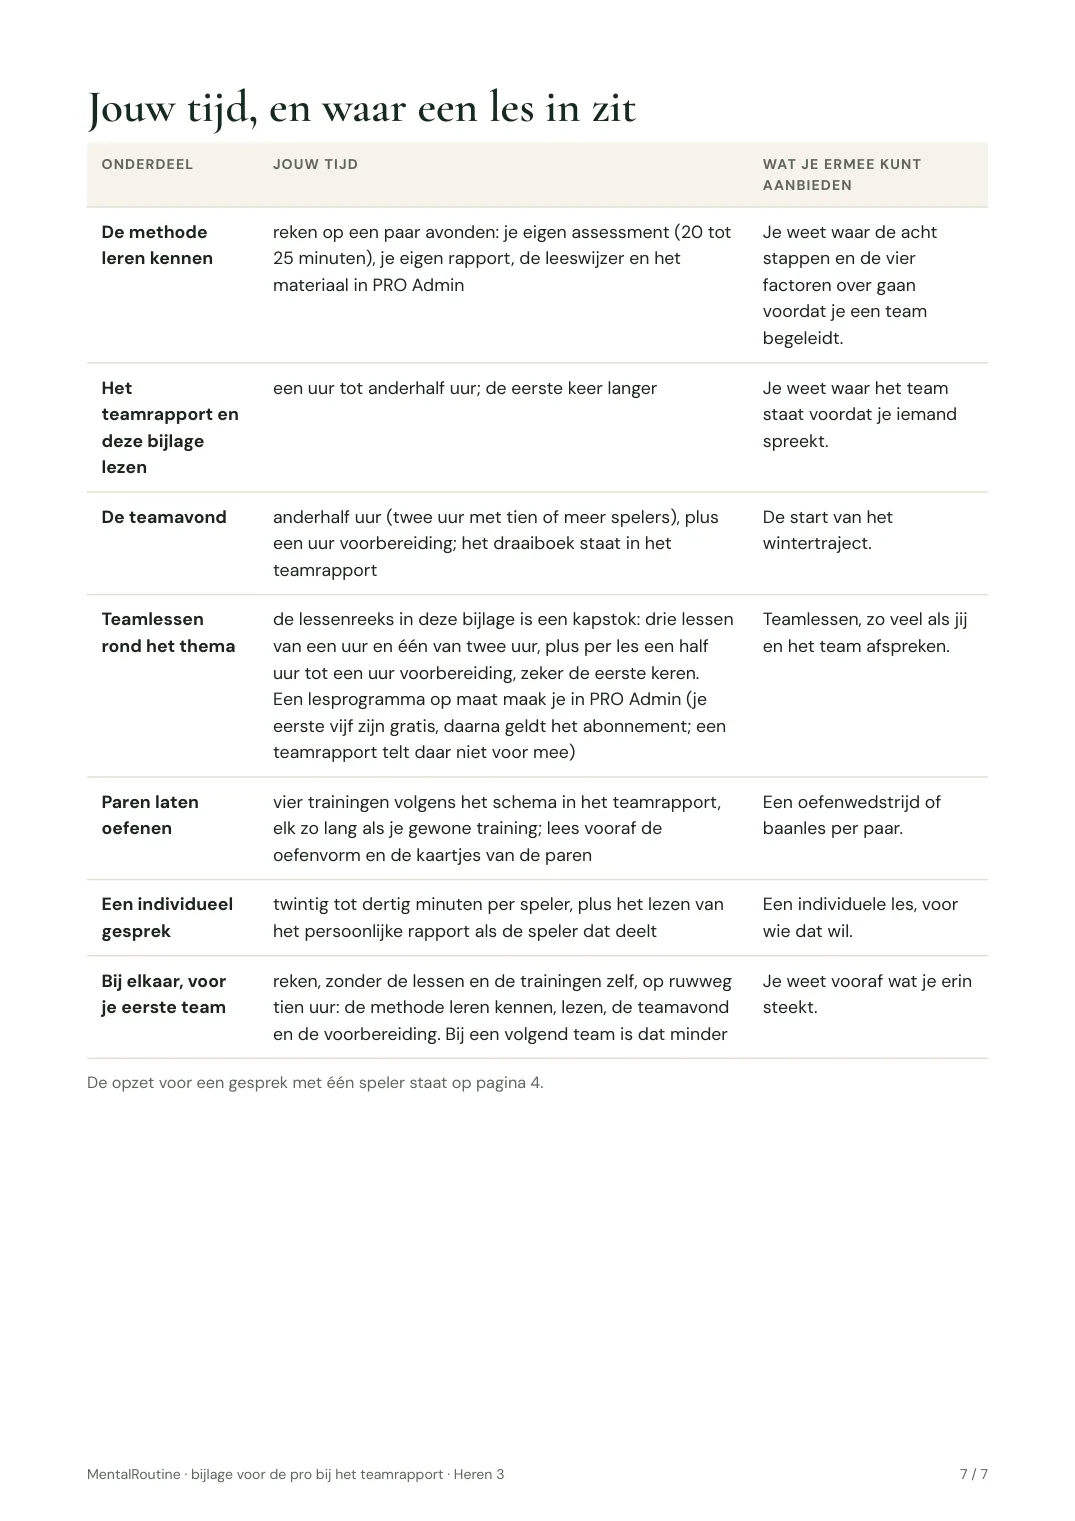 Jouw tijd, en waar een les in zit
ONDERDEEL
JOUW TIJD
WAT JE ERMEE KUNT
AANBIEDEN
De methode
leren kennen
reken op een paar avonden: je eigen assessment (20 tot
25 minuten), je eigen rapport, de leeswijzer en het
materiaal in PRO Admin
Je weet waar de acht
stappen en de vier
factoren over gaan
voordat je een team
begeleidt.
Het
teamrapport en
deze bijlage
lezen
een uur tot anderhalf uur; de eerste keer langer
Je weet waar het team
staat voordat je iemand
spreekt.
De teamavond
anderhalf uur (twee uur met tien of meer spelers), plus
een uur voorbereiding; het draaiboek staat in het
teamrapport
De start van het
wintertraject.
Teamlessen
rond het thema
de lessenreeks in deze bijlage is een kapstok: drie lessen
van een uur en één van twee uur, plus per les een half
uur tot een uur voorbereiding, zeker de eerste keren.
Een lesprogramma op maat maak je in PRO Admin (je
eerste vijf zijn gratis, daarna geldt het abonnement; een
teamrapport telt daar niet voor mee)
Teamlessen, zo veel als jij
en het team afspreken.
Paren laten
oefenen
vier trainingen volgens het schema in het teamrapport,
elk zo lang als je gewone training; lees vooraf de
oefenvorm en de kaartjes van de paren
Een oefenwedstrijd of
baanles per paar.
Een individueel
gesprek
twintig tot dertig minuten per speler, plus het lezen van
het persoonlijke rapport als de speler dat deelt
Een individuele les, voor
wie dat wil.
Bij elkaar, voor
je eerste team
reken, zonder de lessen en de trainingen zelf, op ruwweg
tien uur: de methode leren kennen, lezen, de teamavond
en de voorbereiding. Bij een volgend team is dat minder
Je weet vooraf wat je erin
steekt.
De opzet voor een gesprek met één speler staat op pagina 4.
MentalRoutine · bijlage voor de pro bij het teamrapport · Heren 3
7 / 7